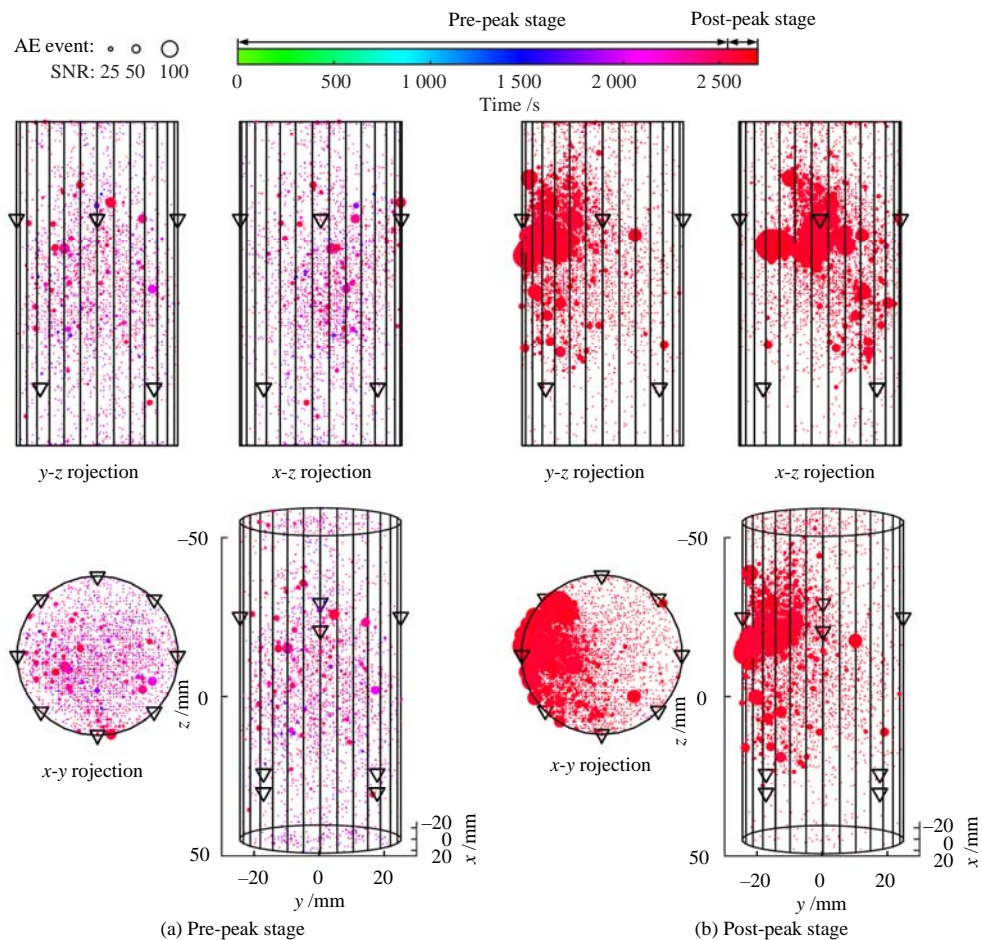 Pre-peak stage Post-peak stage
AE event:
SNR: 25 50 100
0 500 1 000 1 500 2 000 2 500
Time /s
y-z rojection x-z rojection y-z rojection x-z rojection
–50 –50
0 0
z /mm z /mm
x-y rojection x-y rojection
–20 –20
0 0
20 20
x /mm x /mm
50 50
–20 0 20 –20 0 20
y /mm y /mm
(a) Pre-peak stage (b) Post-peak stage